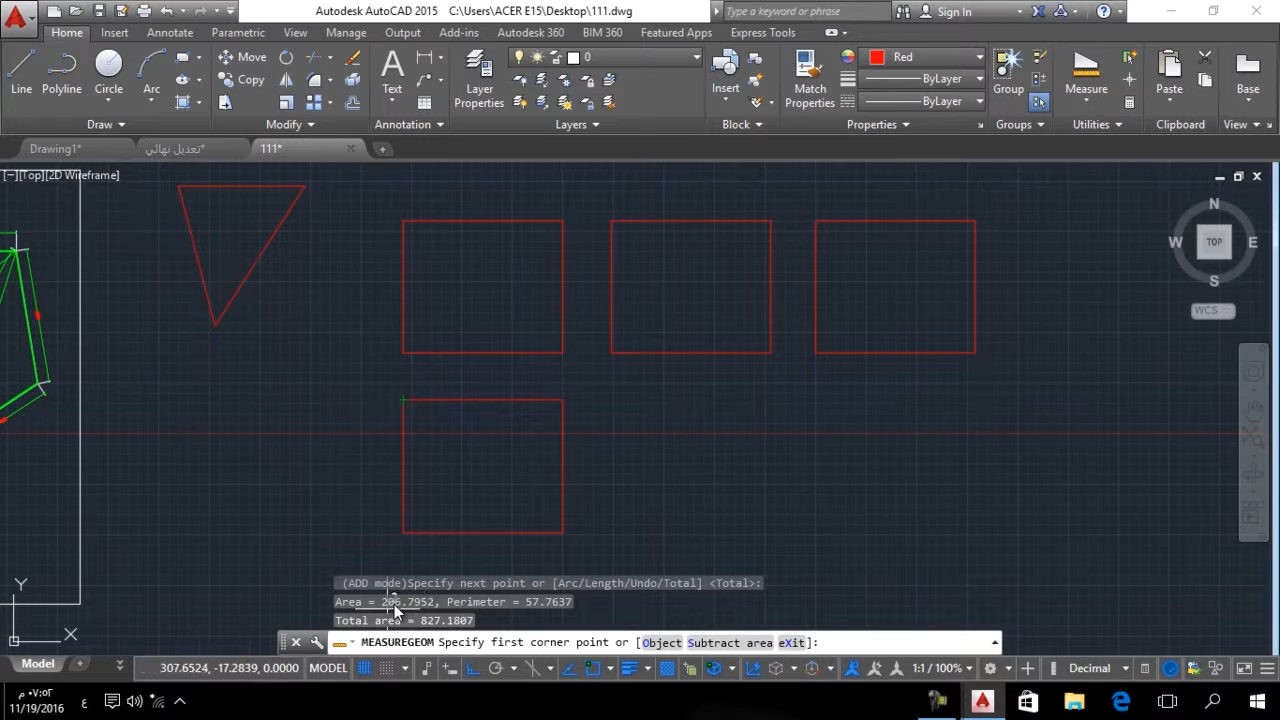 Autodesk AutoCAD 2015 C:\Users\ACER E15\Desktop\111.dwg
Type a keyword or phrase
Sign In
Home Insert Annotate Parametric View Manage Output Add-ins Autodesk 360 BIM 360 Featured Apps Express Tools
Line Polyline Circle Arc
Move
Copy
Text
Layer Properties
0
Insert
Match Properties
Red
ByLayer
ByLayer
Group
Measure
Paste
Base
Draw Modify Annotation Layers Block Properties Groups Utilities Clipboard View
Drawing1* تعديل نهائي* 111*
[−][Top][2D Wireframe]
N
W TOP E
S
WCS
Y
X
(ADD mode)Specify next point or [Arc/Length/Undo/Total] <Total>:
Area = 206.7952, Perimeter = 57.7637
Total area = 827.1807
MEASUREGEOM Specify first corner point or [Object Subtract area eXit]:
Model 307.6524, -17.2839, 0.0000 MODEL 1:1 / 100% Decimal
م ٠٧:٥٢
ع
11/19/2016